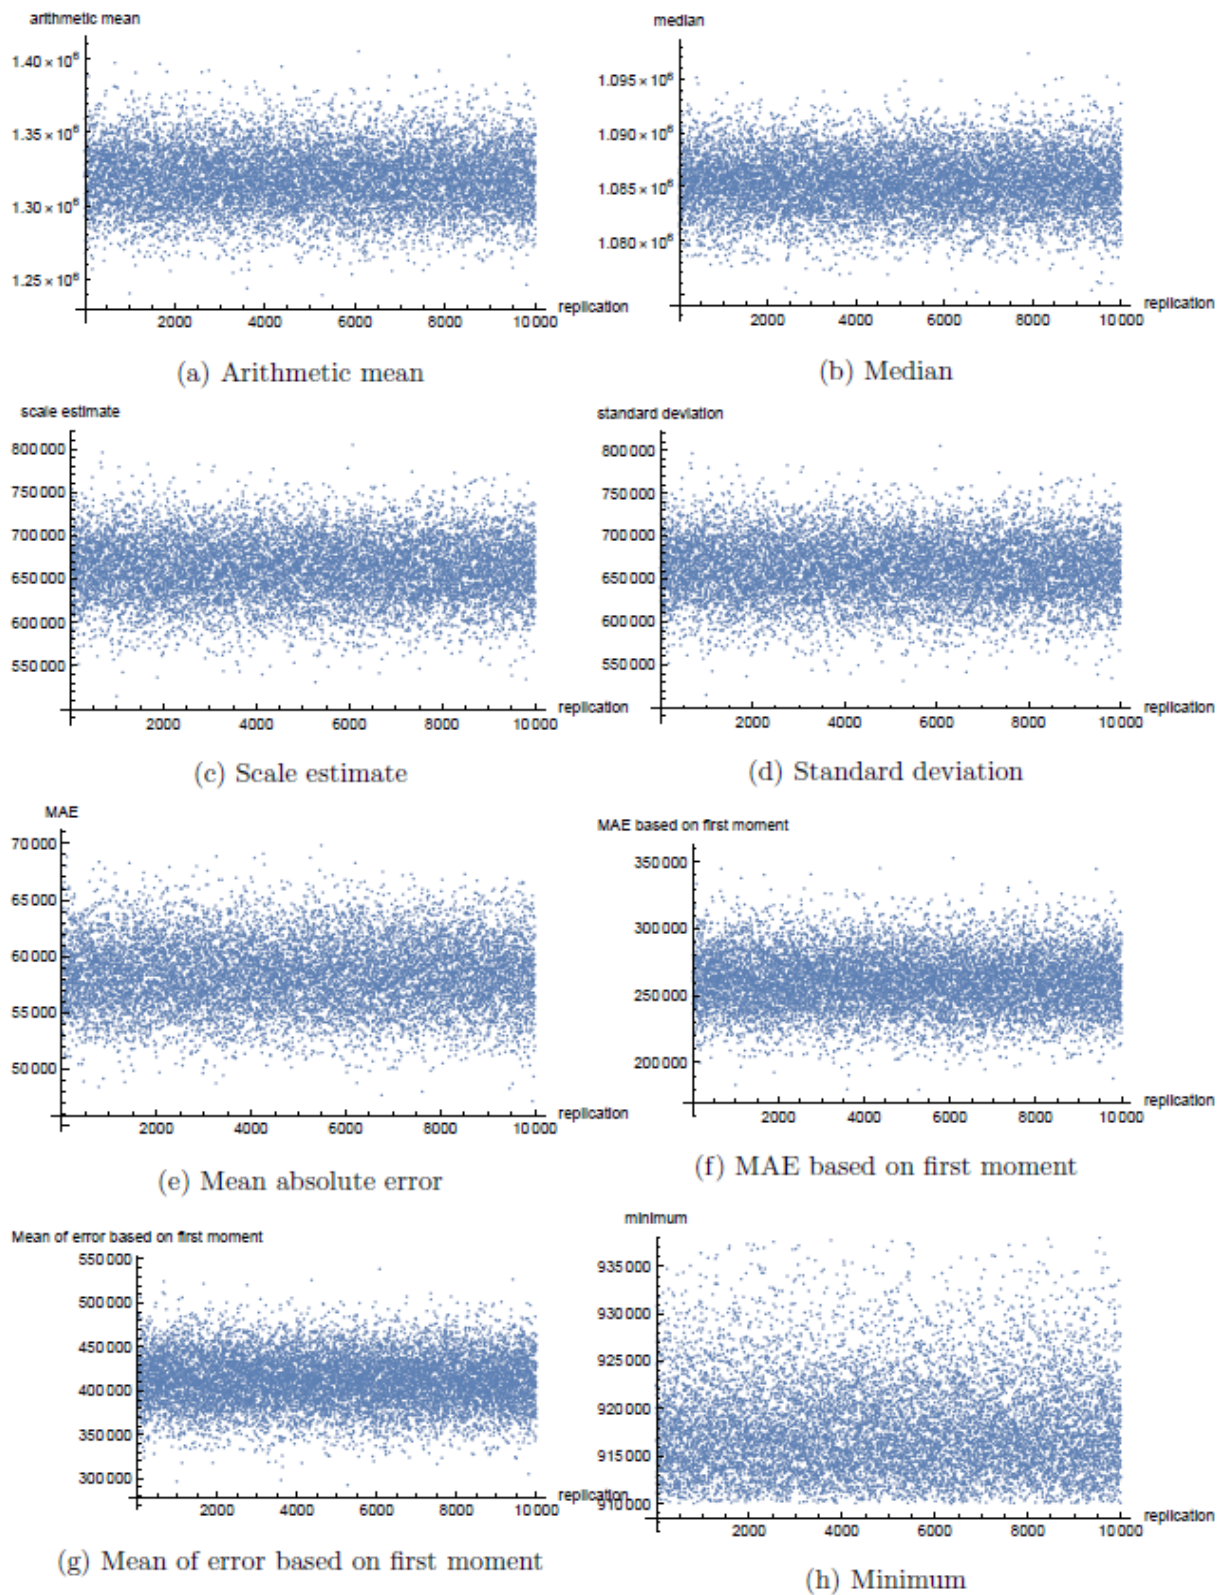 arithmetic mean
1.40 × 10⁶
1.35 × 10⁶
1.30 × 10⁶
1.25 × 10⁶
2000 4000 6000 8000 10 000
replication
(a) Arithmetic mean
median
1.095 × 10⁶
1.090 × 10⁶
1.085 × 10⁶
1.080 × 10⁶
2000 4000 6000 8000 10 000
replication
(b) Median
scale estimate
800 000
750 000
700 000
650 000
600 000
550 000
2000 4000 6000 8000 10 000
replication
(c) Scale estimate
standard deviation
800 000
750 000
700 000
650 000
600 000
550 000
2000 4000 6000 8000 10 000
replication
(d) Standard deviation
MAE
70 000
65 000
60 000
55 000
50 000
2000 4000 6000 8000 10 000
replication
(e) Mean absolute error
MAE based on first moment
350 000
300 000
250 000
200 000
2000 4000 6000 8000 10 000
replication
(f) MAE based on first moment
Mean of error based on first moment
550 000
500 000
450 000
400 000
350 000
300 000
2000 4000 6000 8000 10 000
replication
(g) Mean of error based on first moment
minimum
935 000
930 000
925 000
920 000
915 000
910 000
2000 4000 6000 8000 10 000
replication
(h) Minimum